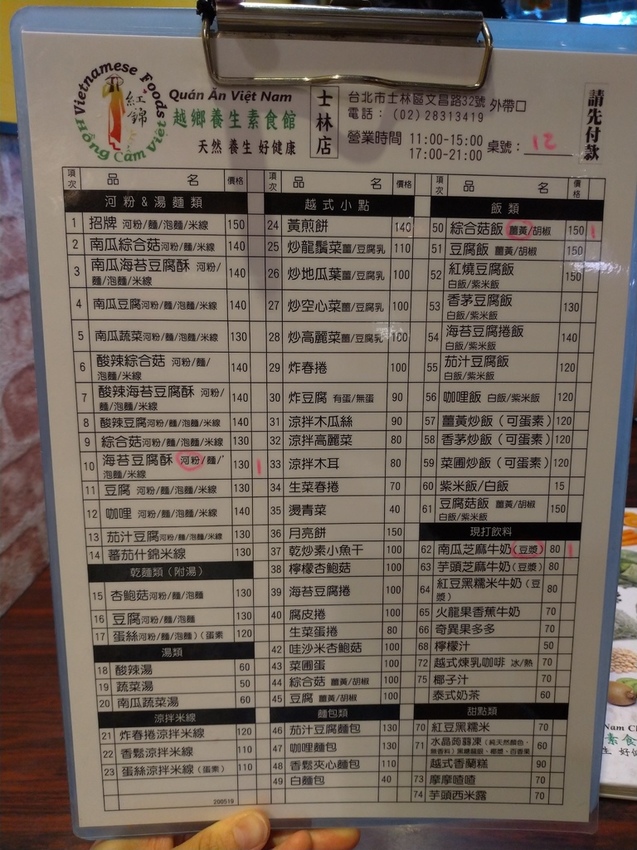 Vietnamese Foods
Hồng Cẩm Việt
紅錦
Quán Ăn Việt Nam
越鄉養生素食館
天然 養生 好健康
士林店
台北市士林區文昌路32號
電話：(02) 28313419
外帶口
營業時間 11:00-15:00
17:00-21:00
桌號：12
請先付款
項次 品 名 價格
河粉&湯麵類
1 招牌 河粉/麵/泡麵/米線 150
2 南瓜綜合菇河粉/麵/泡麵/米線 140
3 南瓜海苔豆腐酥 河粉/麵/泡麵/米線 140
4 南瓜豆腐河粉/麵/泡麵/米線 140
5 南瓜蔬菜河粉/麵/泡麵/米線 130
6 酸辣綜合菇 河粉/麵/泡麵/米線 140
7 酸辣海苔豆腐酥 河粉/麵/泡麵/米線 140
8 酸辣豆腐河粉/麵/泡麵/米線 140
9 綜合菇河粉/麵/泡麵/米線 130
10 海苔豆腐酥 河粉/麵/泡麵/米線 130 1
11 豆腐 河粉/麵/泡麵/米線 130
12 咖哩 河粉/麵/泡麵/米線 140
13 茄汁豆腐河粉/麵/泡麵/米線 130
14 蕃茄什錦米線 130
乾麵類（附湯）
15 杏鮑菇河粉/麵/泡麵 130
16 豆腐河粉/麵/泡麵 130
17 蛋絲河粉/麵/泡麵）(蛋素 120
湯類
18 酸辣湯 60
19 蔬菜湯 50
20 南瓜蔬菜湯 60
涼拌米線
21 炸春捲涼拌米線 120
22 香鬆涼拌米線 110
23 蛋絲涼拌米線（蛋素） 110
200519
項次 品 名 價格
越式小點
24 黃煎餅 140
25 炒龍鬚菜薑/豆腐乳 110
26 炒地瓜葉薑/豆腐乳 100
27 炒空心菜薑/豆腐乳 100
28 炒高麗菜薑/豆腐乳 100
29 炸春捲 100
30 炸豆腐 有蛋/無蛋 90
31 涼拌木瓜絲 90
32 涼拌高麗菜 80
33 涼拌木耳 80
34 生菜春捲 70
35 燙青菜 40
36 月亮餅 150
37 乾炒素小魚干 100
38 檸檬杏鮑菇 100
39 海苔豆腐捲 100
40 腐皮捲 100
生菜蛋捲 80
42 哇沙米杏鮑菇 100
43 菜脯蛋 100
44 綜合菇 薑黃/胡椒 100
45 豆腐 薑黃/胡椒 100
麵包類
46 茄汁豆腐麵包 100
47 咖哩麵包 130
48 香鬆夾心麵包 110
49 白麵包 40
項次 品 名 價格
飯類
50 綜合菇飯 薑黃/胡椒 150 1
51 豆腐飯 薑黃/胡椒 150
52 紅燒豆腐飯 白飯/紫米飯 150
53 香茅豆腐飯 白飯/紫米飯 130
54 海苔豆腐捲飯 白飯/紫米飯 140
55 茄汁豆腐飯 白飯/紫米飯 120
56 咖哩飯 白飯/紫米飯 120
57 薑黃炒飯（可蛋素） 120
58 香茅炒飯（可蛋素） 120
59 菜脯炒飯（可蛋素） 120
60 紫米飯/白飯 15
61 豆腐菇飯 薑黃/胡椒 白飯/紫米飯 150
現打飲料
62 南瓜芝麻牛奶（豆漿） 80 1
63 芋頭芝麻牛奶（豆漿） 80
64 紅豆黑糯米牛奶（豆漿） 80
65 火龍果香蕉牛奶 70
66 奇異果多多 70
68 檸檬汁 50
72 越式煉乳咖啡 冰/熱 70
75 椰子汁 70
泰式奶茶 60
甜點類
70 紅豆黑糯米 70
71 水晶蒟蒻凍 60
越式香蘭糕 90
73 摩摩喳喳 70
74 芋頭西米露 70